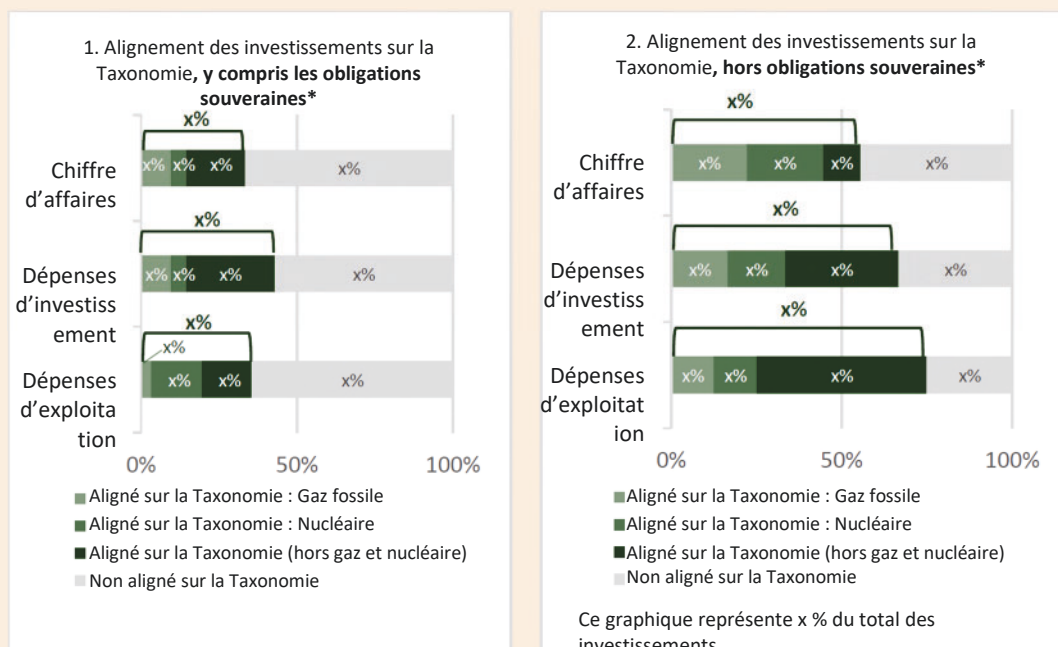 1. Alignement des investissements sur la
Taxonomie, y compris les obligations
souveraines*
x%
Chiffre
d’affaires
x% x% x% x%
x%
Dépenses
d’investiss
ement
x% x% x% x%
x%
x%
Dépenses
d’exploita
tion
x% x% x%
0% 50% 100%
Aligné sur la Taxonomie : Gaz fossile
Aligné sur la Taxonomie : Nucléaire
Aligné sur la Taxonomie (hors gaz et nucléaire)
Non aligné sur la Taxonomie
2. Alignement des investissements sur la
Taxonomie, hors obligations souveraines*
x%
Chiffre
d’affaires
x% x% x% x%
x%
Dépenses
d’investiss
ement
x% x% x% x%
x%
Dépenses
d’exploitat
ion
x% x% x% x%
0% 50% 100%
Aligné sur la Taxonomie : Gaz fossile
Aligné sur la Taxonomie : Nucléaire
Aligné sur la Taxonomie (hors gaz et nucléaire)
Non aligné sur la Taxonomie
Ce graphique représente x % du total des
investissements